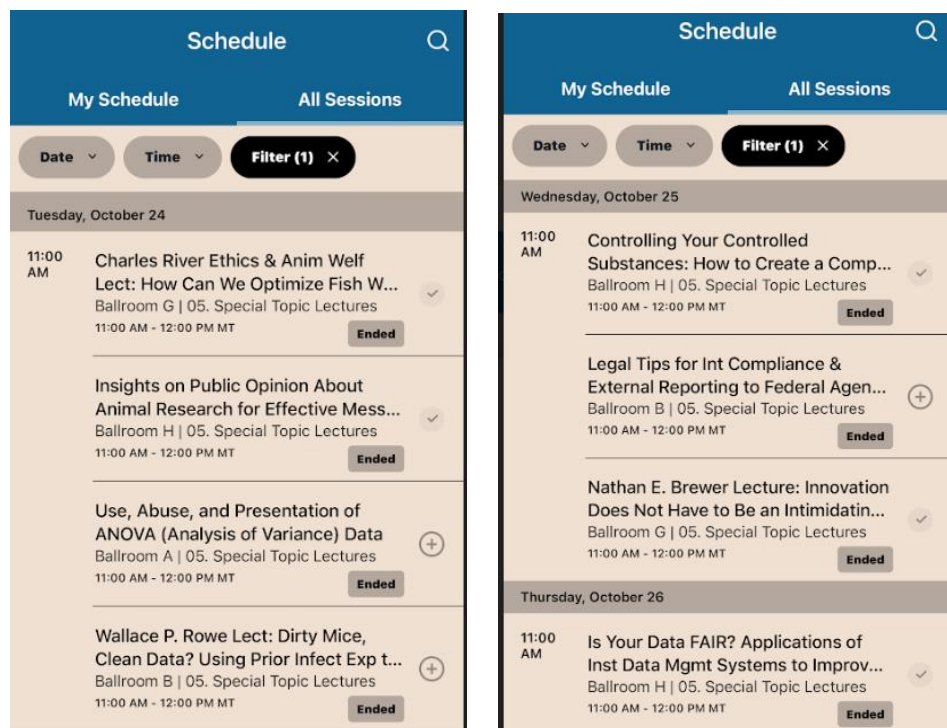 Schedule
My Schedule
All Sessions
Date
Time
Filter (1)
Tuesday, October 24
11:00
AM
Charles River Ethics & Anim Welf
Lect: How Can We Optimize Fish W...
Ballroom G | 05. Special Topic Lectures
11:00 AM - 12:00 PM MT
Ended
Insights on Public Opinion About
Animal Research for Effective Mess...
Ballroom H | 05. Special Topic Lectures
11:00 AM - 12:00 PM MT
Ended
Use, Abuse, and Presentation of
ANOVA (Analysis of Variance) Data
Ballroom A | 05. Special Topic Lectures
11:00 AM - 12:00 PM MT
Ended
Wallace P. Rowe Lect: Dirty Mice,
Clean Data? Using Prior Infect Exp t...
Ballroom B | 05. Special Topic Lectures
11:00 AM - 12:00 PM MT
Ended
Schedule
My Schedule
All Sessions
Date
Time
Filter (1)
Wednesday, October 25
11:00
AM
Controlling Your Controlled
Substances: How to Create a Comp...
Ballroom H | 05. Special Topic Lectures
11:00 AM - 12:00 PM MT
Ended
Legal Tips for Int Compliance &
External Reporting to Federal Agen...
Ballroom B | 05. Special Topic Lectures
11:00 AM - 12:00 PM MT
Ended
Nathan E. Brewer Lecture: Innovation
Does Not Have to Be an Intimidatin...
Ballroom G | 05. Special Topic Lectures
11:00 AM - 12:00 PM MT
Ended
Thursday, October 26
11:00
AM
Is Your Data FAIR? Applications of
Inst Data Mgmt Systems to Improv...
Ballroom H | 05. Special Topic Lectures
11:00 AM - 12:00 PM MT
Ended